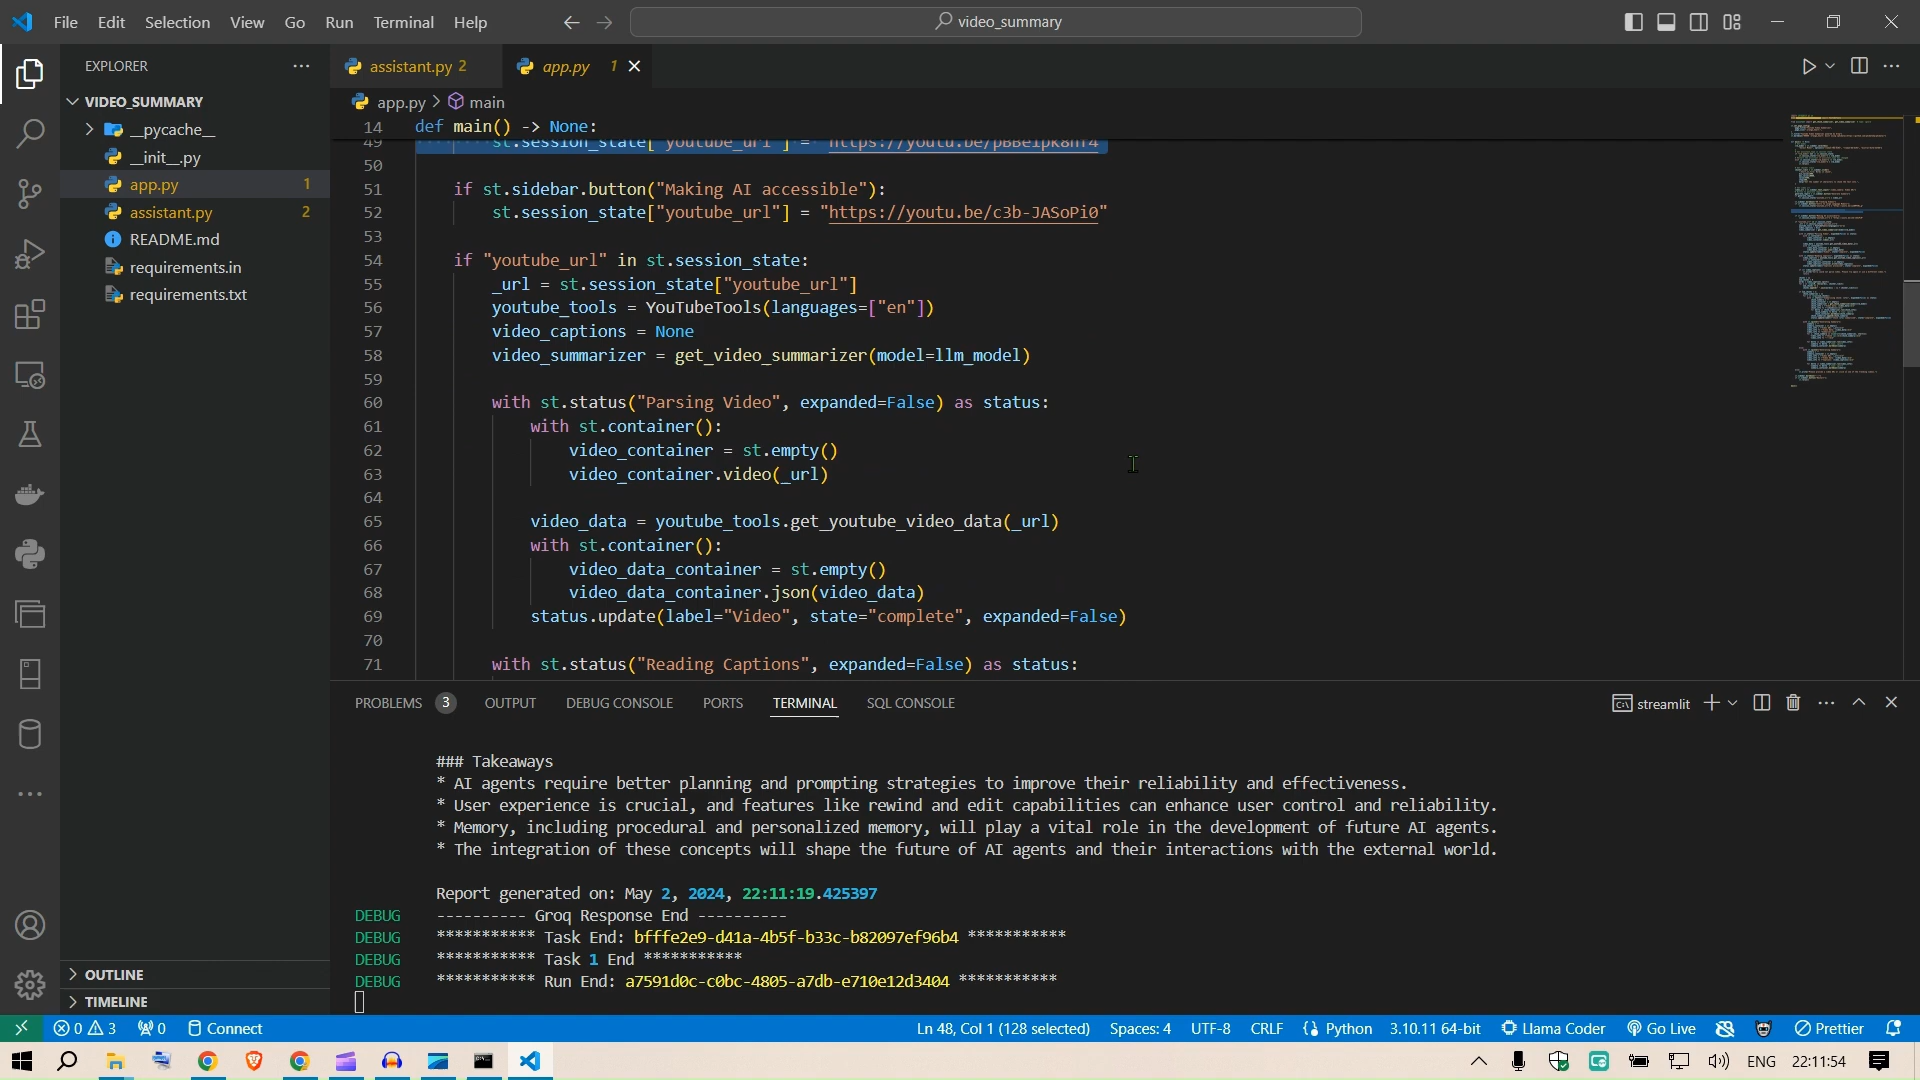 File Edit Selection View Go Run Terminal Help
video_summary
EXPLORER
assistant.py 2
app.py 1
VIDEO_SUMMARY
__pycache__
__init__.py
app.py 1
assistant.py 2
README.md
requirements.in
requirements.txt
OUTLINE
TIMELINE
app.py > main
14 def main() -> None:
49 st.session_state["youtube_url"] = "https://youtu.be/pBBe1pk8hf4"
50
51 if st.sidebar.button("Making AI accessible"):
52 st.session_state["youtube_url"] = "https://youtu.be/c3b-JASoPi0"
53
54 if "youtube_url" in st.session_state:
55 _url = st.session_state["youtube_url"]
56 youtube_tools = YouTubeTools(languages=["en"])
57 video_captions = None
58 video_summarizer = get_video_summarizer(model=llm_model)
59
60 with st.status("Parsing Video", expanded=False) as status:
61 with st.container():
62 video_container = st.empty()
63 video_container.video(_url)
64
65 video_data = youtube_tools.get_youtube_video_data(_url)
66 with st.container():
67 video_data_container = st.empty()
68 video_data_container.json(video_data)
69 status.update(label="Video", state="complete", expanded=False)
70
71 with st.status("Reading Captions", expanded=False) as status:
PROBLEMS 3 OUTPUT DEBUG CONSOLE PORTS TERMINAL SQL CONSOLE
streamlit
### Takeaways
* AI agents require better planning and prompting strategies to improve their reliability and effectiveness.
* User experience is crucial, and features like rewind and edit capabilities can enhance user control and reliability.
* Memory, including procedural and personalized memory, will play a vital role in the development of future AI agents.
* The integration of these concepts will shape the future of AI agents and their interactions with the external world.
Report generated on: May 2, 2024, 22:11:19.425397
DEBUG ---------- Groq Response End ----------
DEBUG *********** Task End: bfffe2e9-d41a-4b5f-b33c-b82097ef96b4 ***********
DEBUG *********** Task 1 End ***********
DEBUG *********** Run End: a7591d0c-c0bc-4805-a7db-e710e12d3404 ***********
0 3 0 Connect
Ln 48, Col 1 (128 selected) Spaces: 4 UTF-8 CRLF Python 3.10.11 64-bit Llama Coder Go Live Prettier
ENG 22:11:54